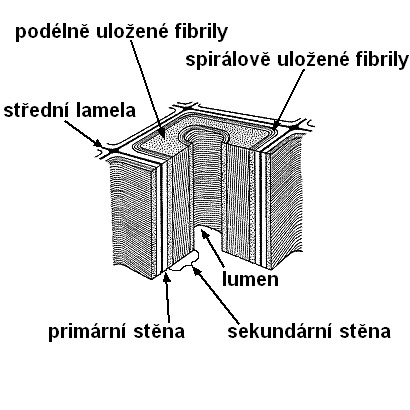 podélně uložené fibrily
spirálově uložené fibrily
střední lamela
lumen
primární stěna
sekundární stěna